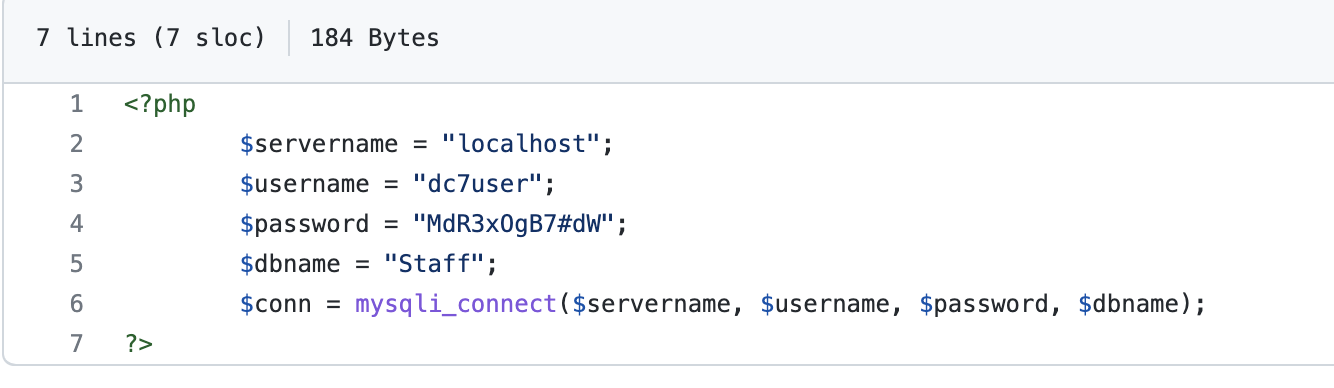 7 lines (7 sloc) 184 Bytes
1 <?php
2 $servername = "localhost";
3 $username = "dc7user";
4 $password = "MdR3xOgB7#dW";
5 $dbname = "Staff";
6 $conn = mysqli_connect($servername, $username, $password, $dbname);
7 ?>